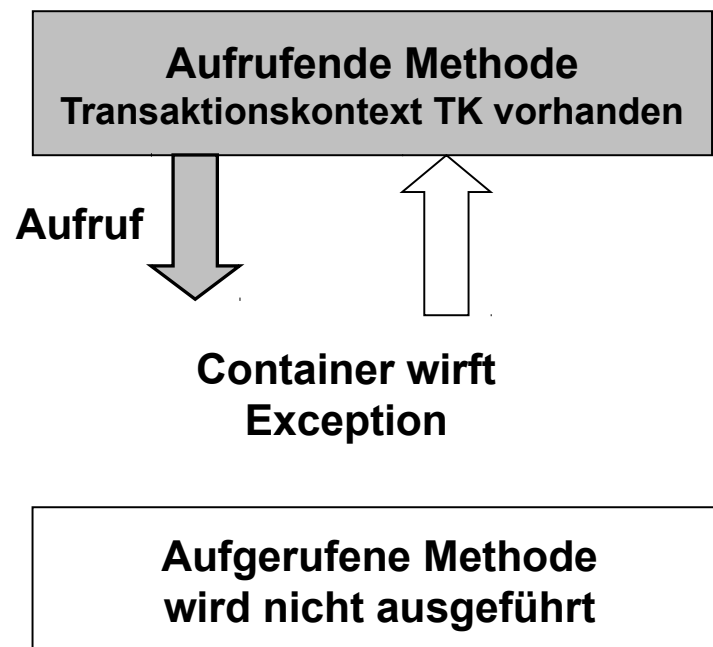 Aufrufende Methode
Transaktionskontext TK vorhanden
Aufruf
Container wirft
Exception
Aufgerufene Methode
wird nicht ausgeführt